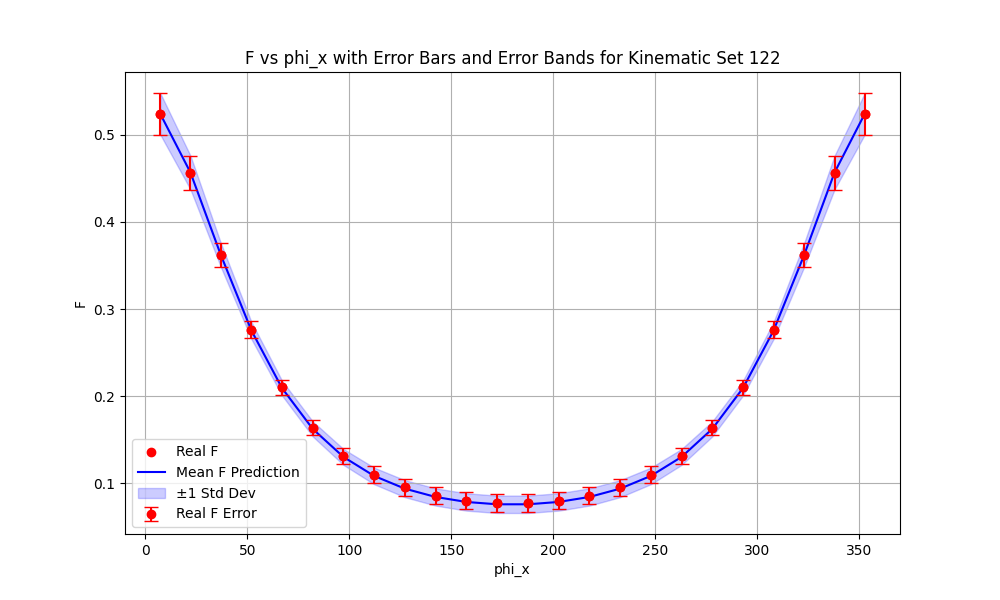 F vs phi_x with Error Bars and Error Bands for Kinematic Set 122
F
0.5
0.4
0.3
0.2
0.1
Real F
Mean F Prediction
±1 Std Dev
Real F Error
0 50 100 150 200 250 300 350
phi_x